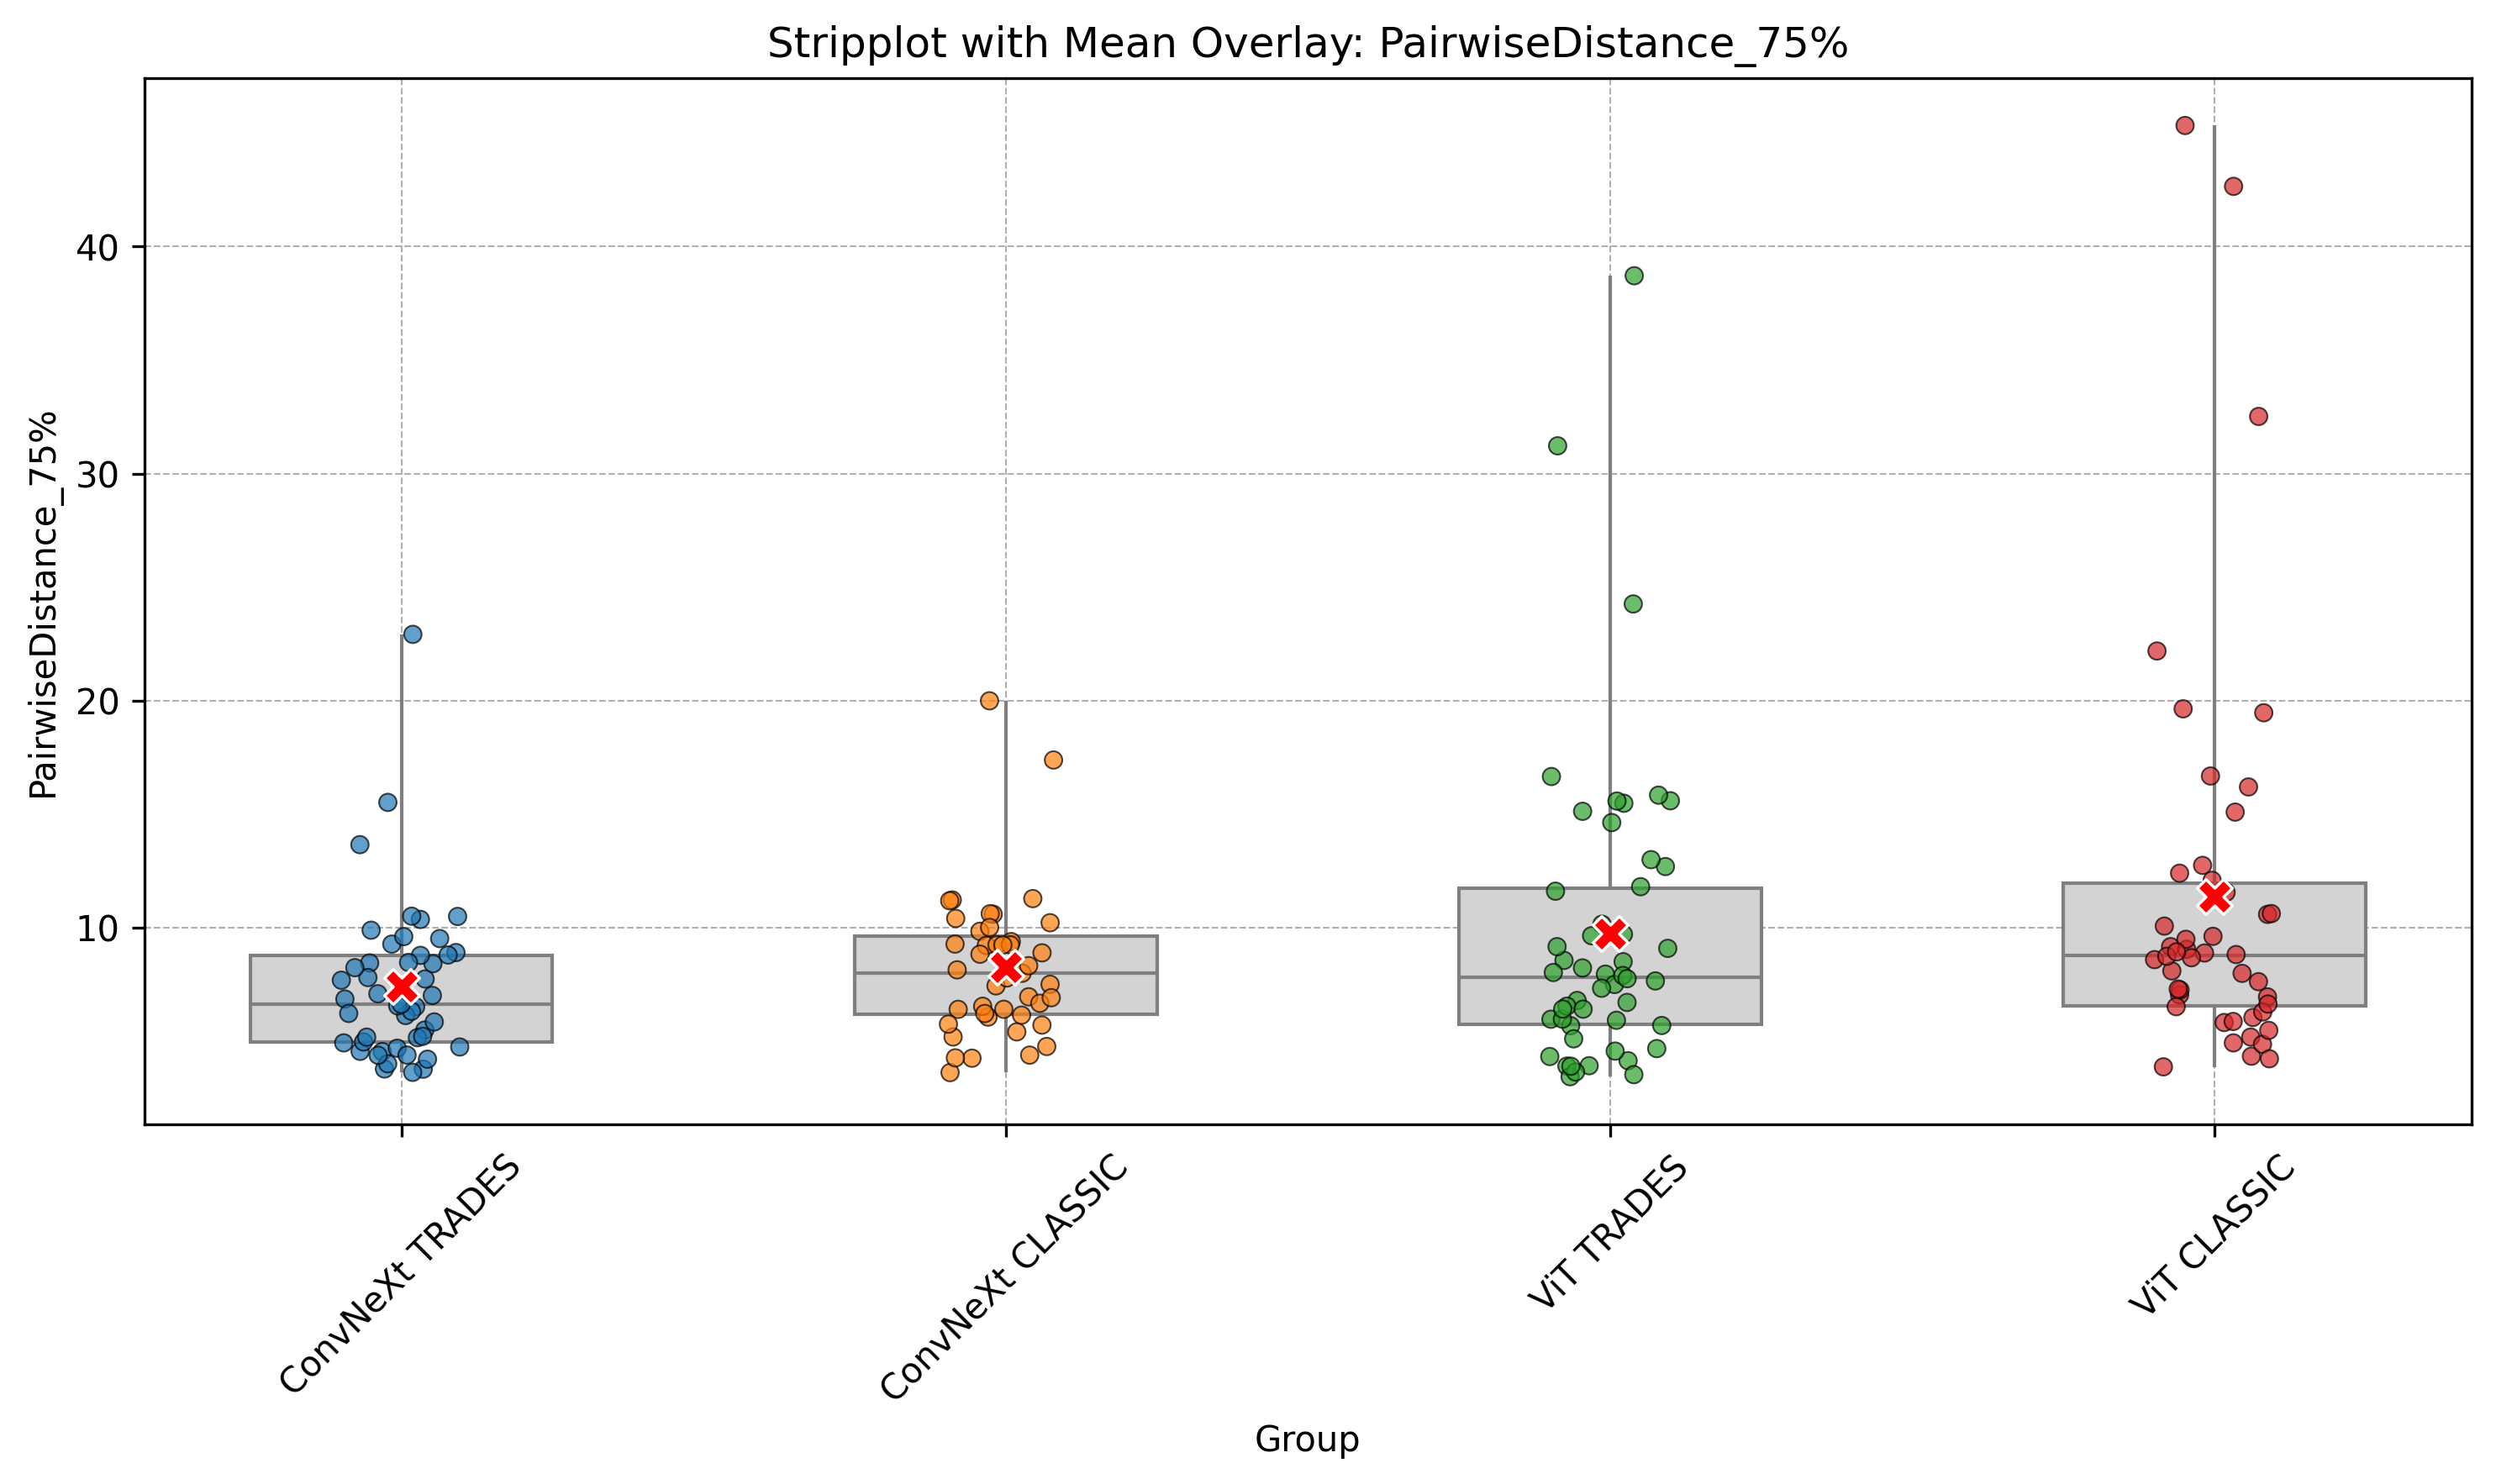 Stripplot with Mean Overlay: PairwiseDistance_75%
PairwiseDistance_75%
40
30
20
10
ConvNeXt TRADES
ConvNeXt CLASSIC
ViT TRADES
ViT CLASSIC
Group